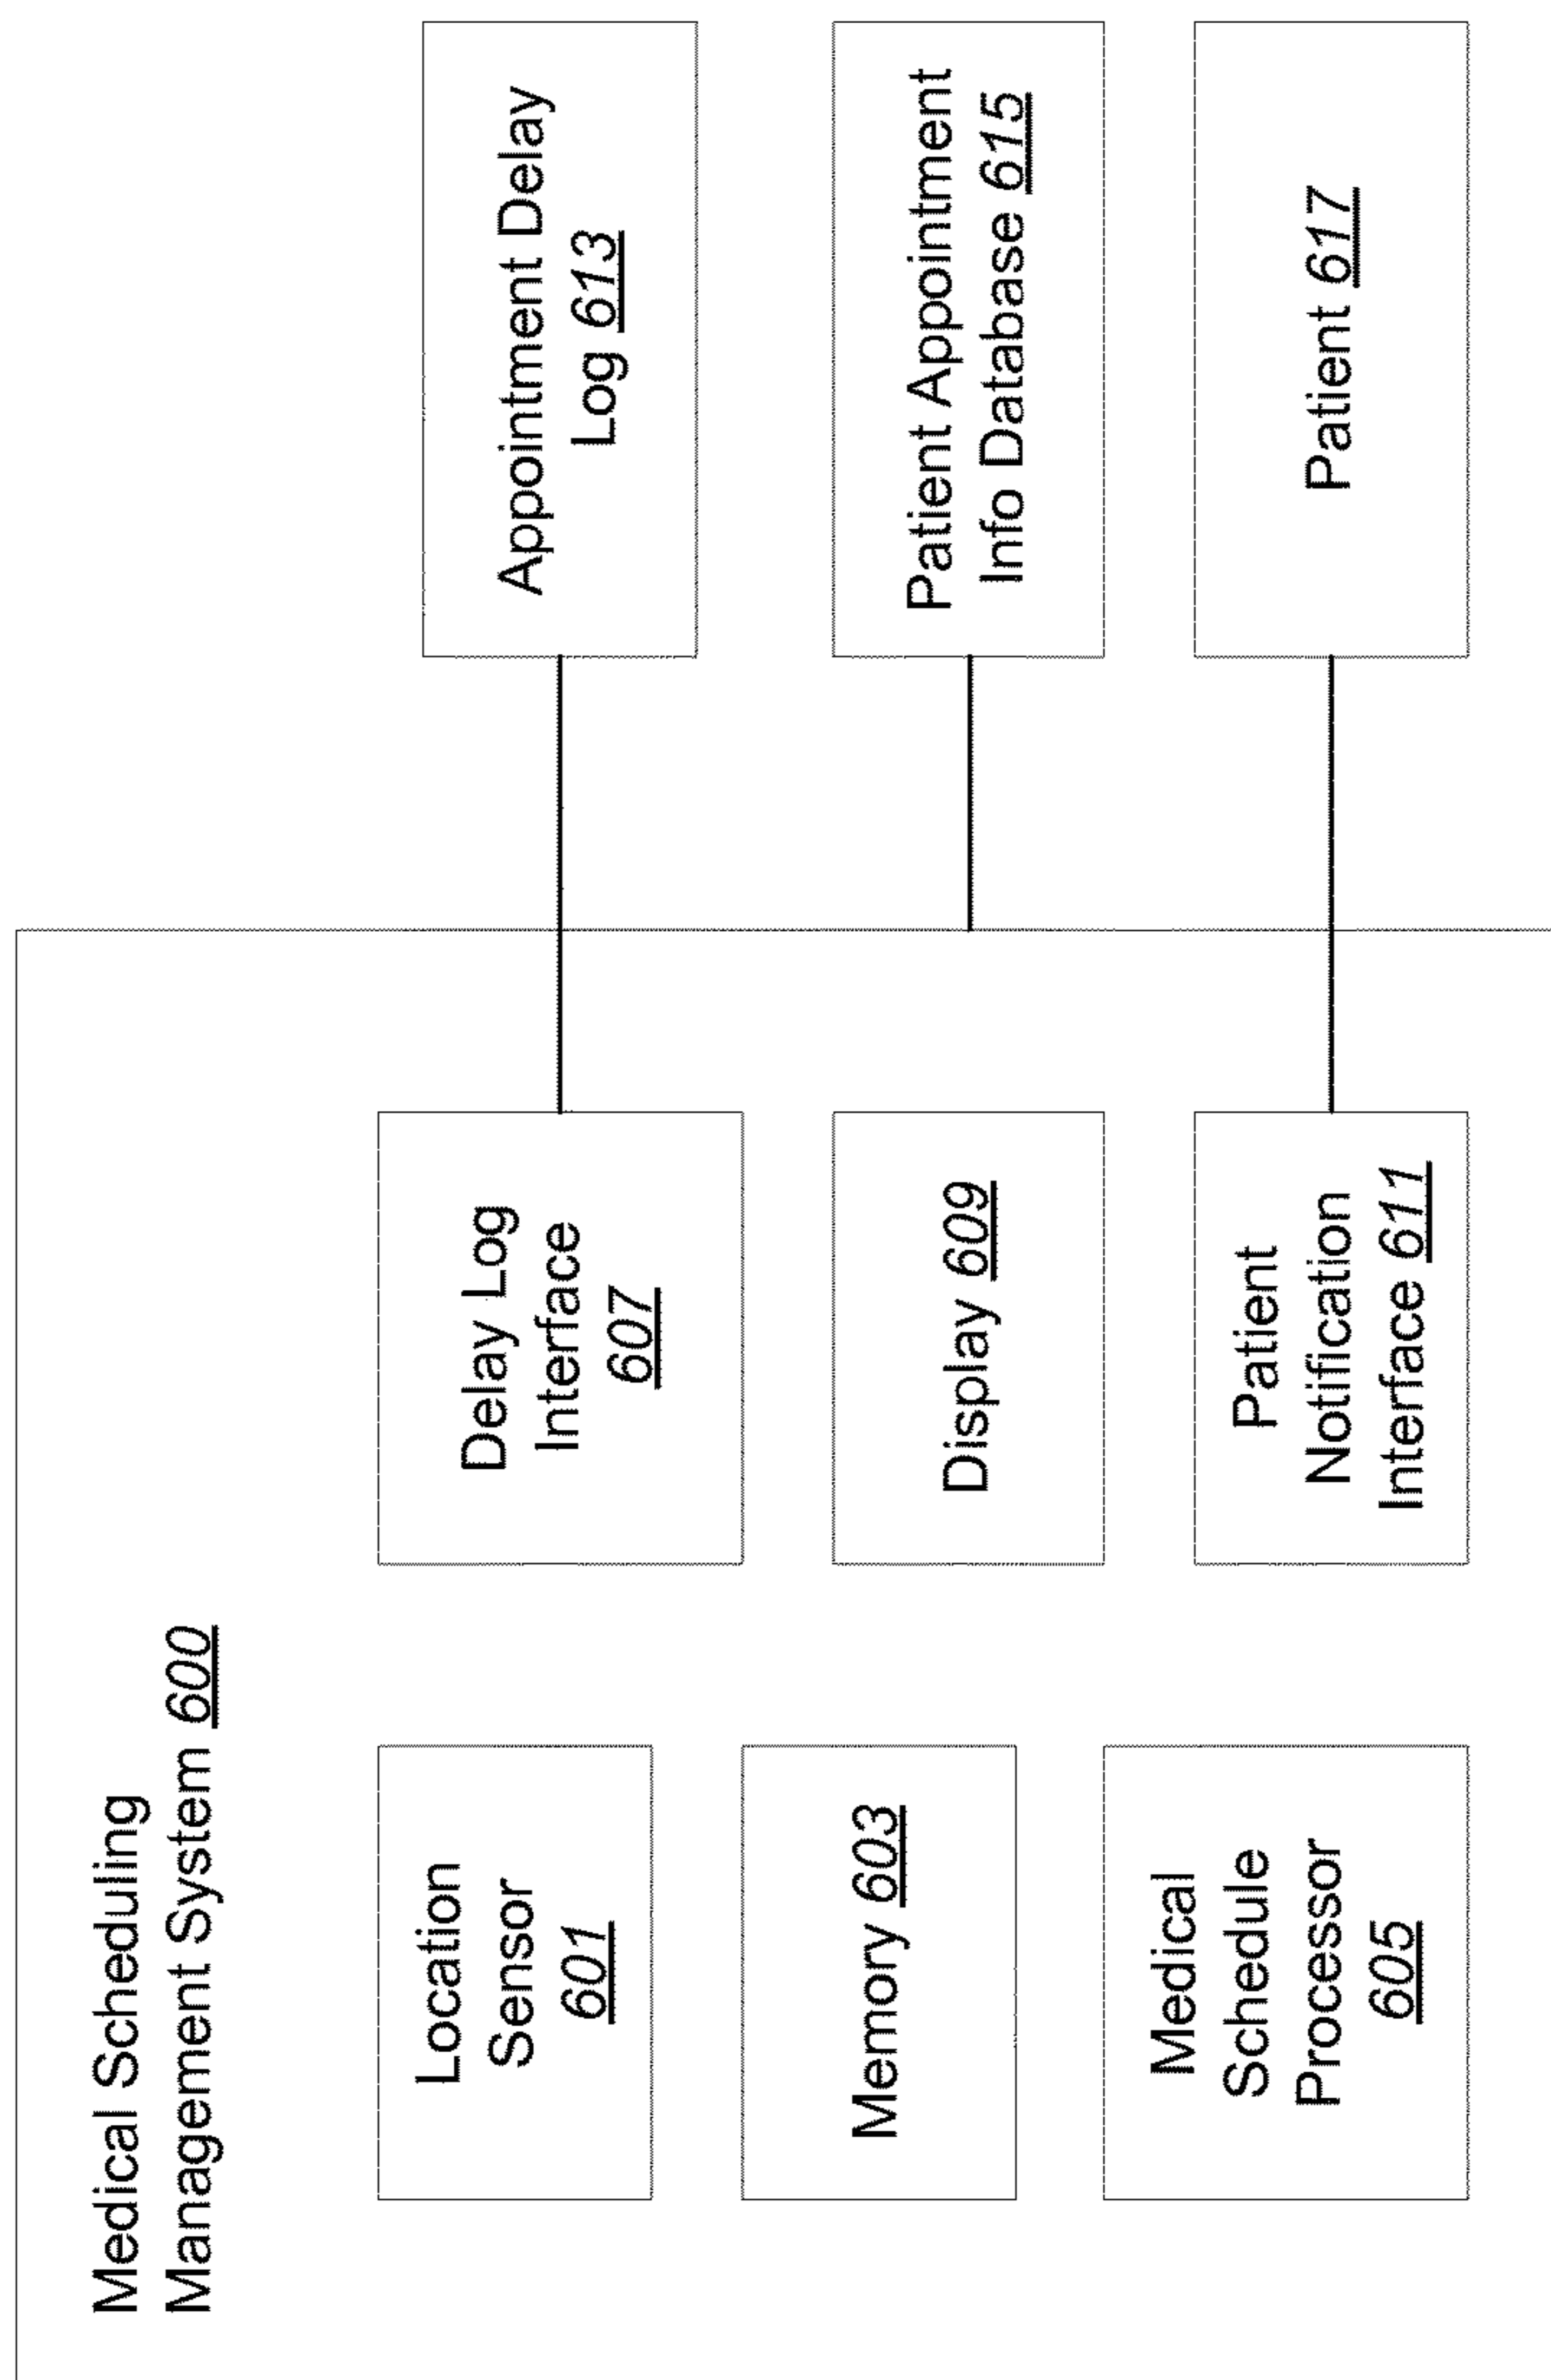 Medical Scheduling
Management System 600
Location
Sensor
601
Memory 603
Medical
Schedule
Processor
605
Delay Log
Interface
607
Display 609
Patient
Notification
Interface 611
Appointment Delay
Log 613
Patient Appointment
Info Database 615
Patient 617